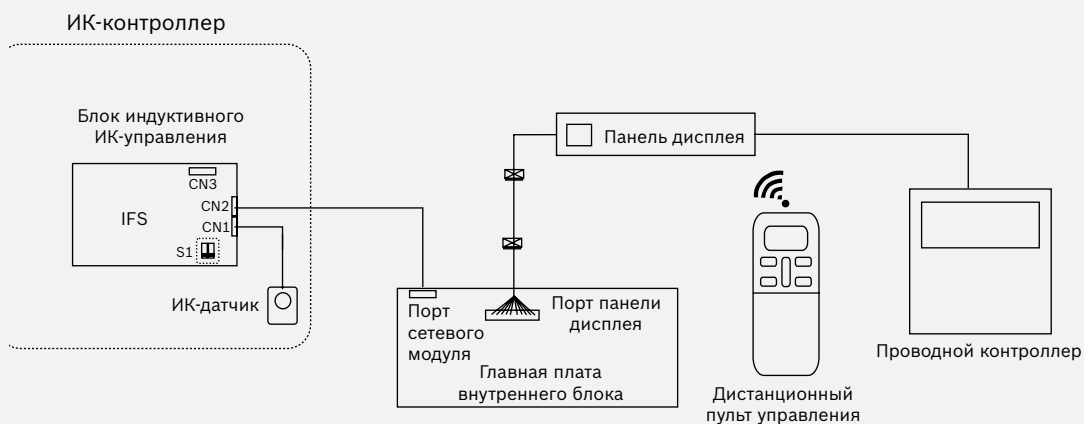 ИК-контроллер
Блок индуктивного
ИК-управления
CN3
IFS
CN2
CN1
S1
ИК-датчик
Порт
сетевого
модуля
Порт панели
дисплея
Главная плата
внутреннего блока
Панель дисплея
Дистанционный
пульт управления
Проводной контроллер